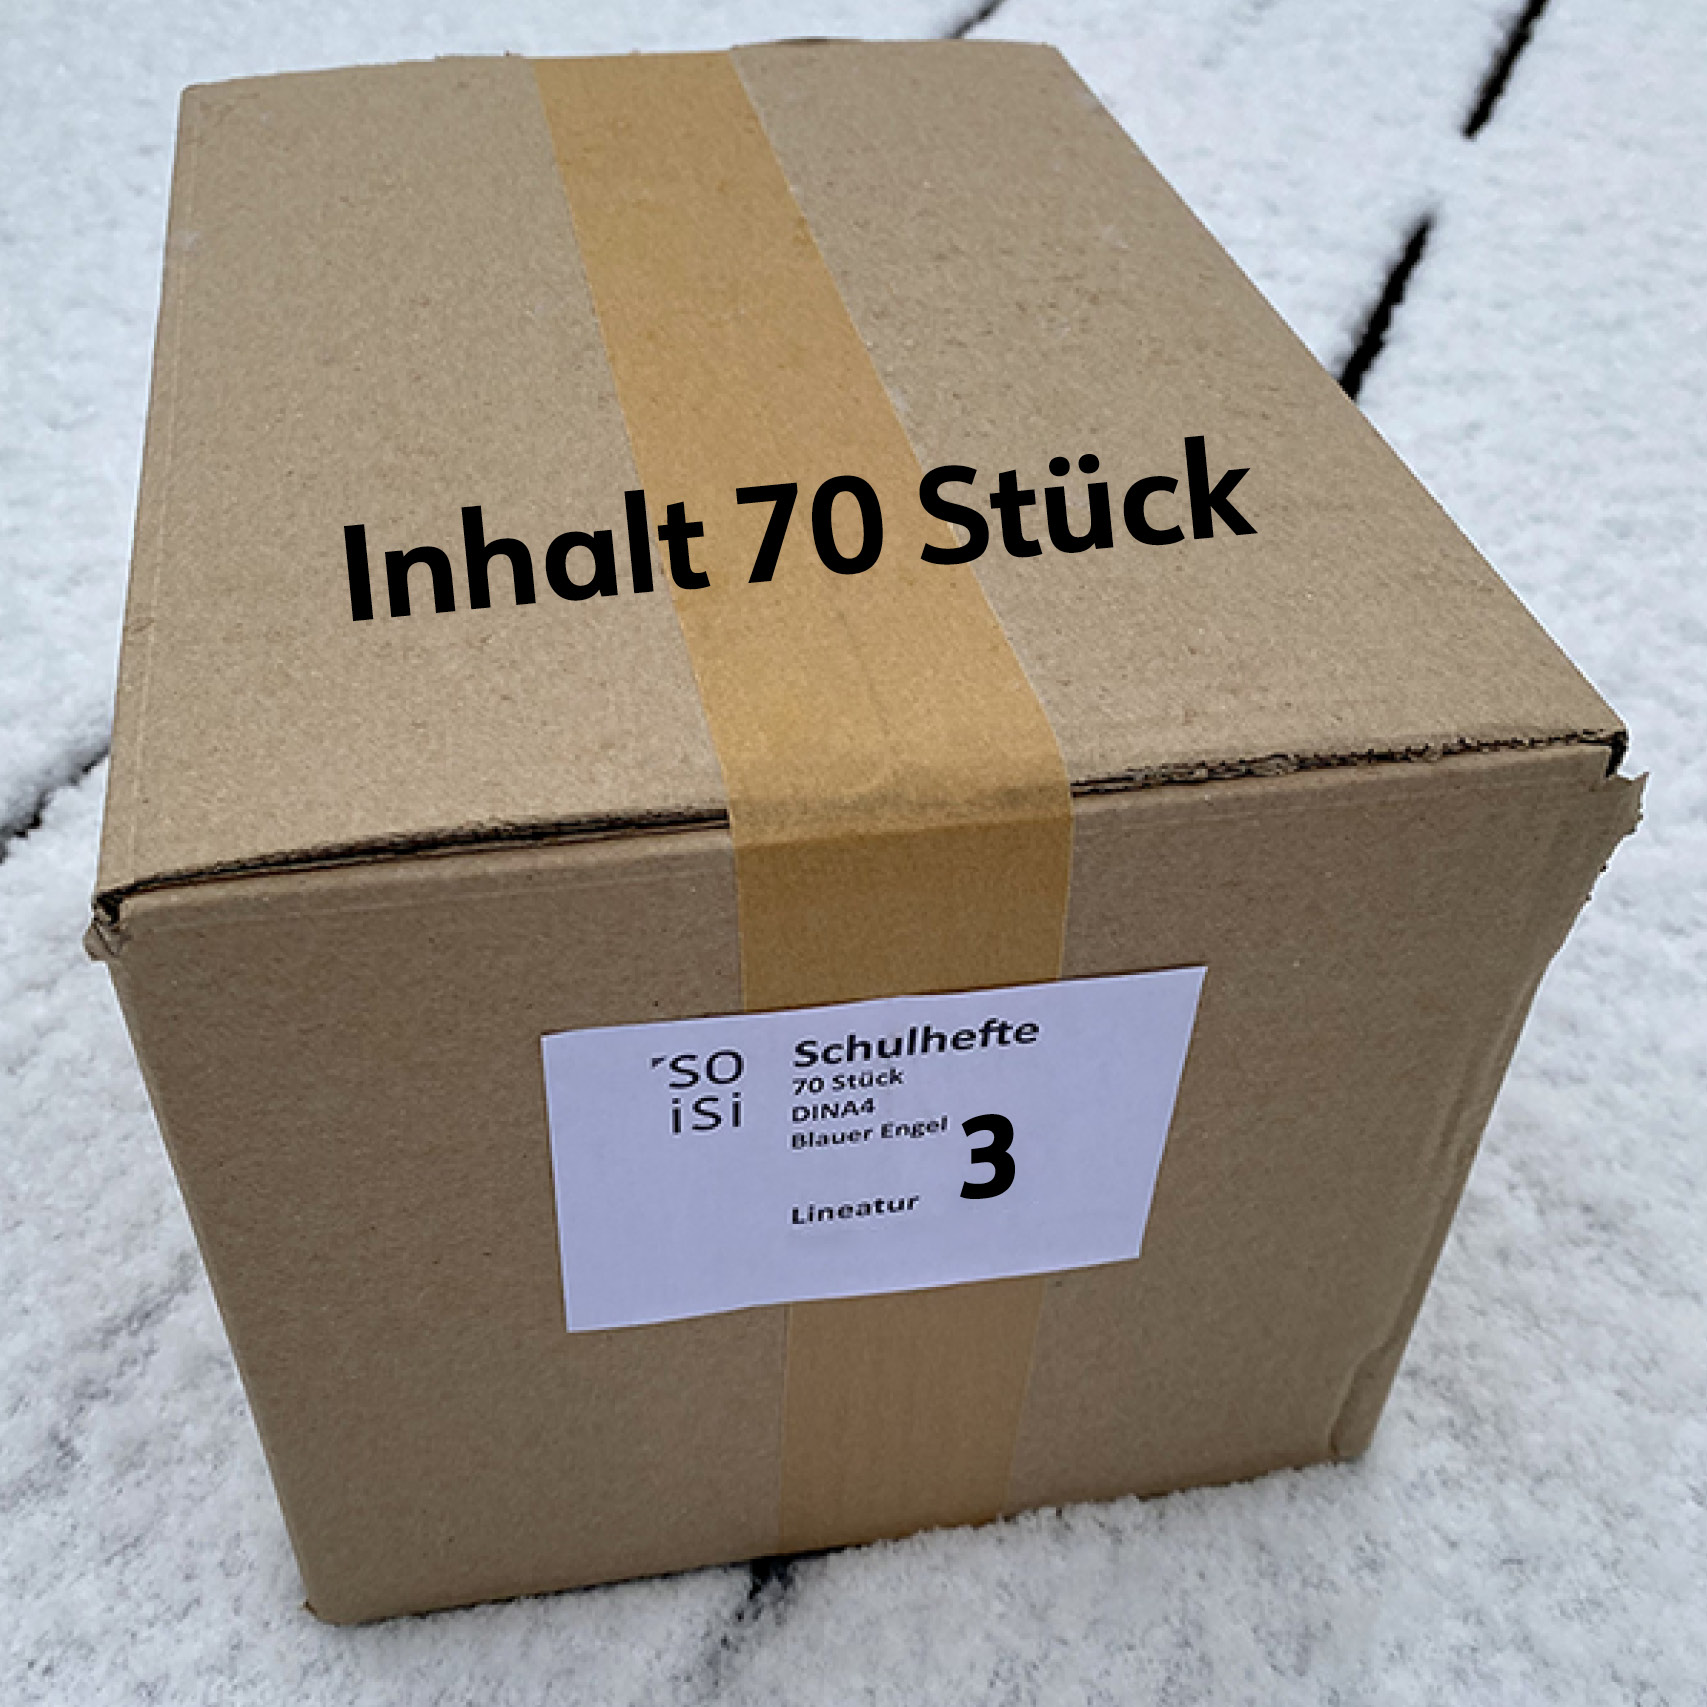 Inhalt 70 Stück
SO
iSi
Schulhefte
70 Stück
DINA4
Blauer Engel
Lineatur 3